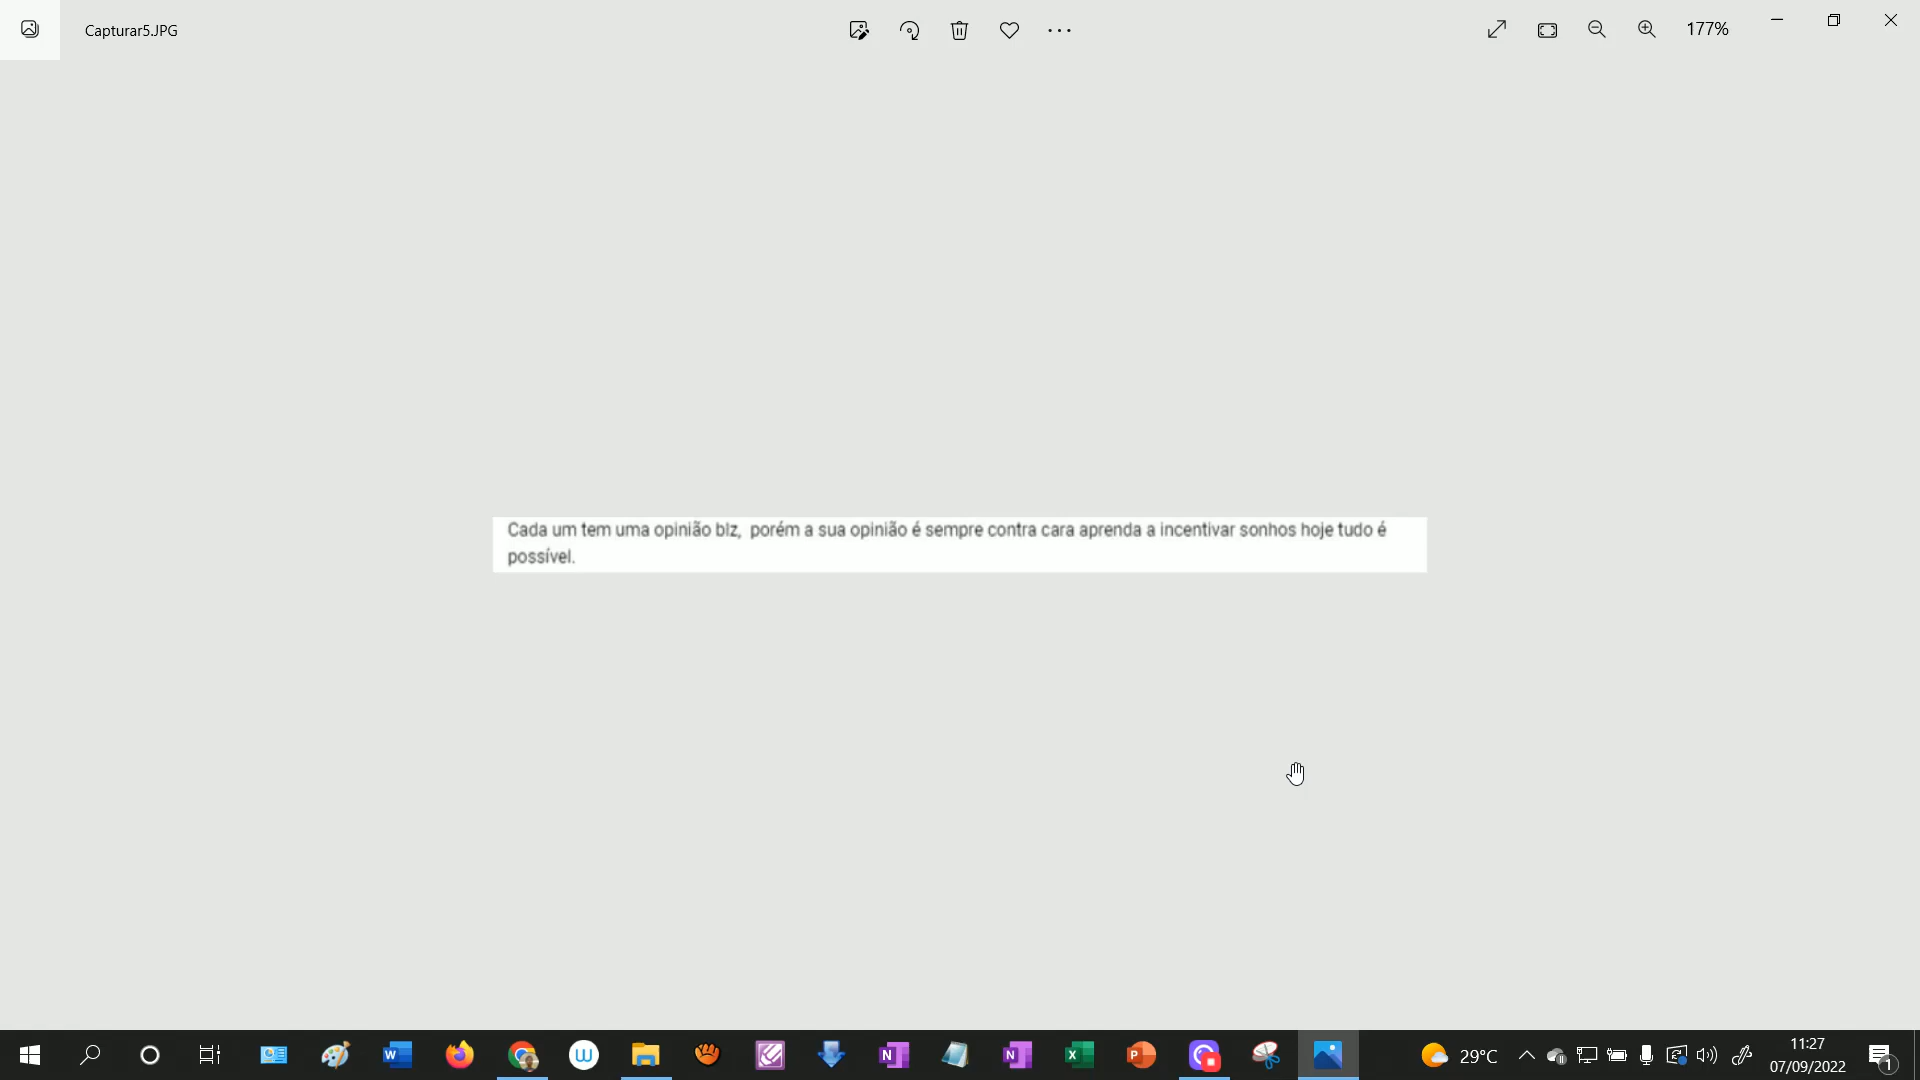 Capturar5.JPG
177%
Cada um tem uma opinião blz, porém a sua opinião é sempre contra cara aprenda a incentivar sonhos hoje tudo é
possível.
29°C
11:27
07/09/2022
1